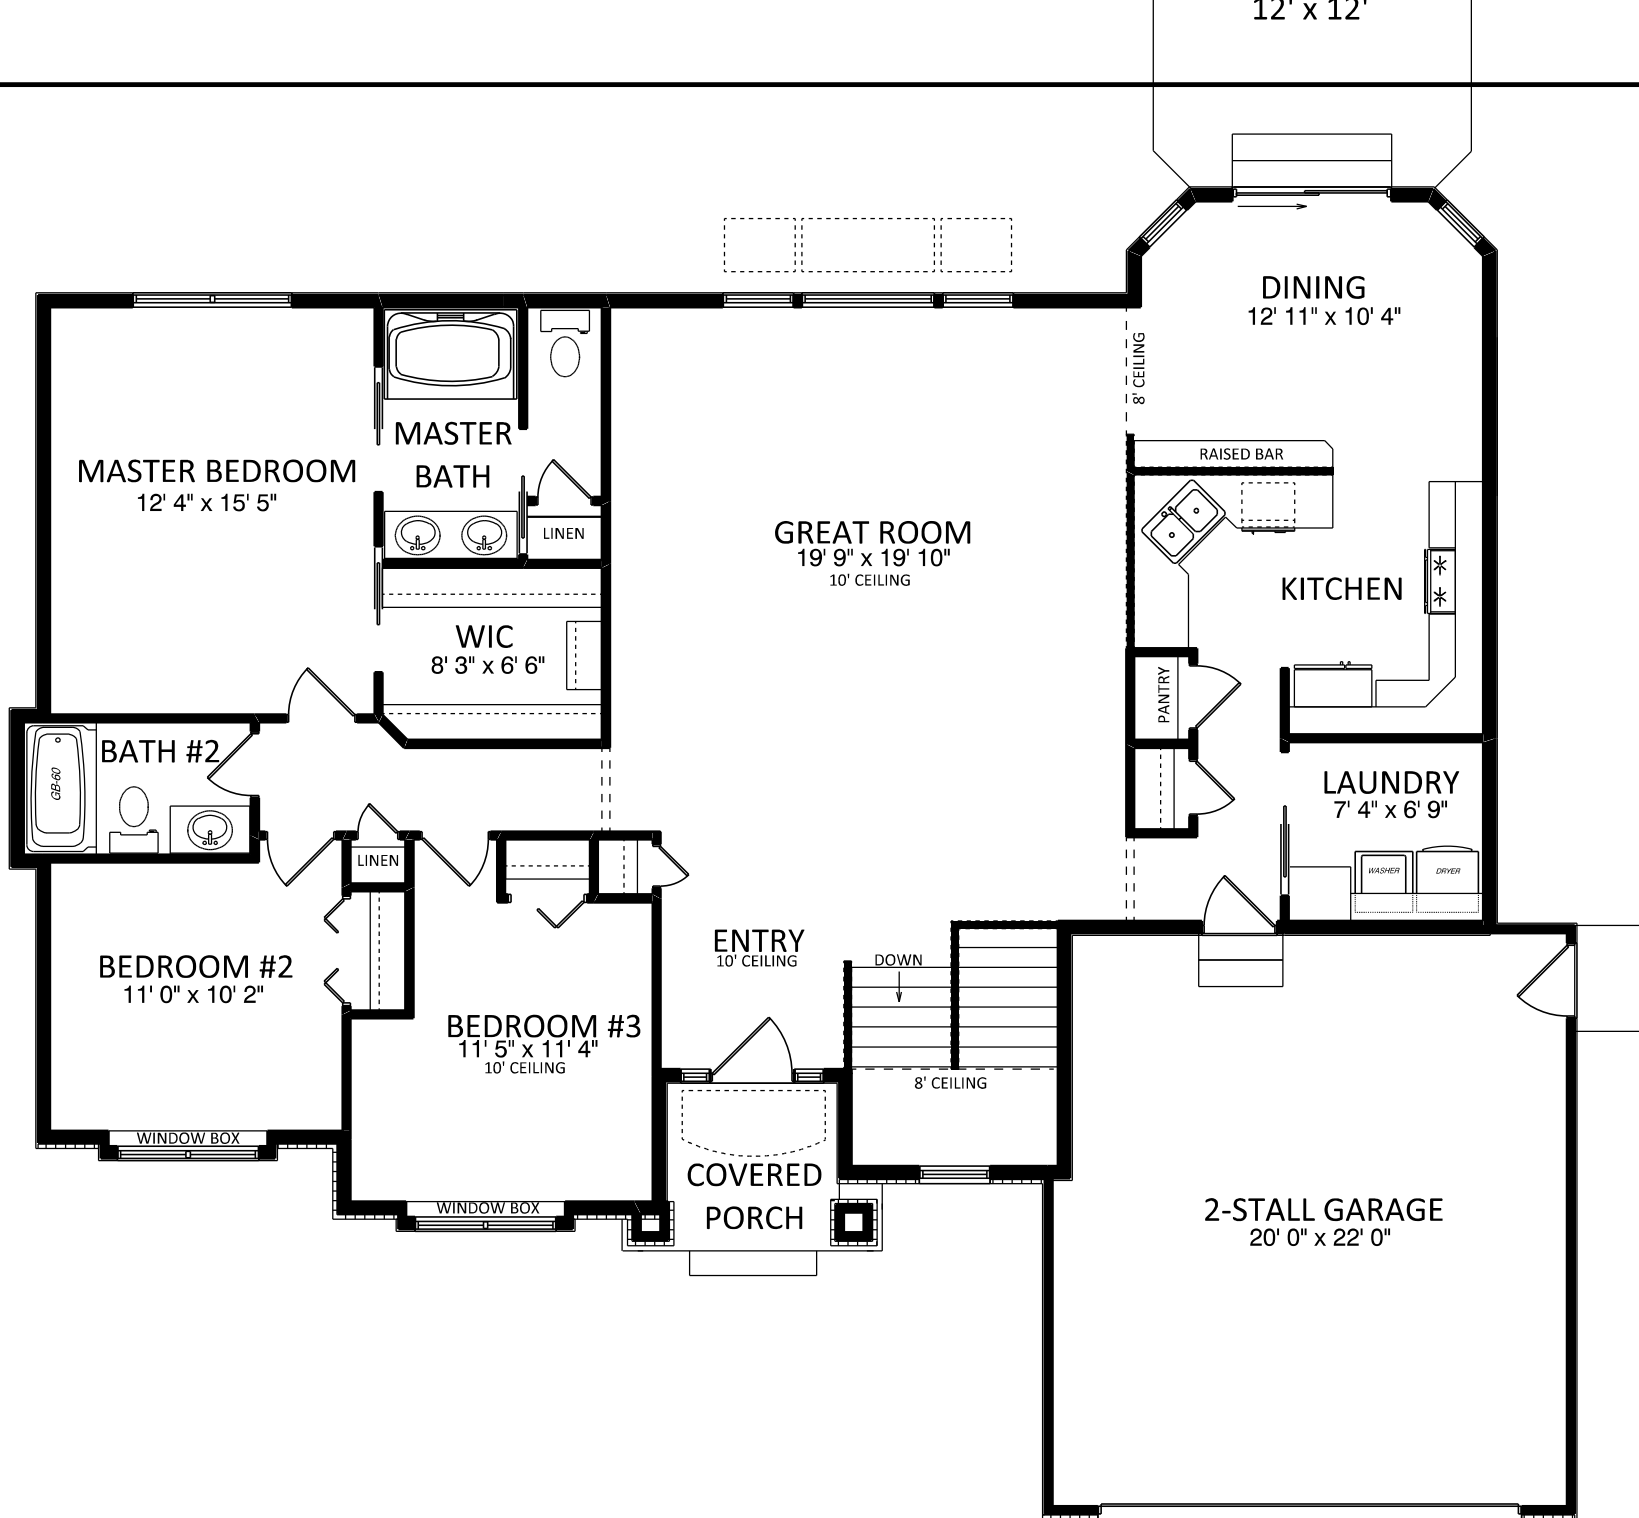 12' x 12'
DINING
12' 11" x 10' 4"
8' CEILING
MASTER
BATH
MASTER BEDROOM
12' 4" x 15' 5"
RAISED BAR
LINEN
GREAT ROOM
19' 9" x 19' 10"
10' CEILING
KITCHEN
WIC
8' 3" x 6' 6"
PANTRY
BATH #2
GB-60
LAUNDRY
7' 4" x 6' 9"
LINEN
WASHER
DRYER
ENTRY
10' CEILING
DOWN
BEDROOM #2
11' 0" x 10' 2"
BEDROOM #3
11' 5" x 11' 4"
10' CEILING
8' CEILING
WINDOW BOX
COVERED
PORCH
WINDOW BOX
2-STALL GARAGE
20' 0" x 22' 0"